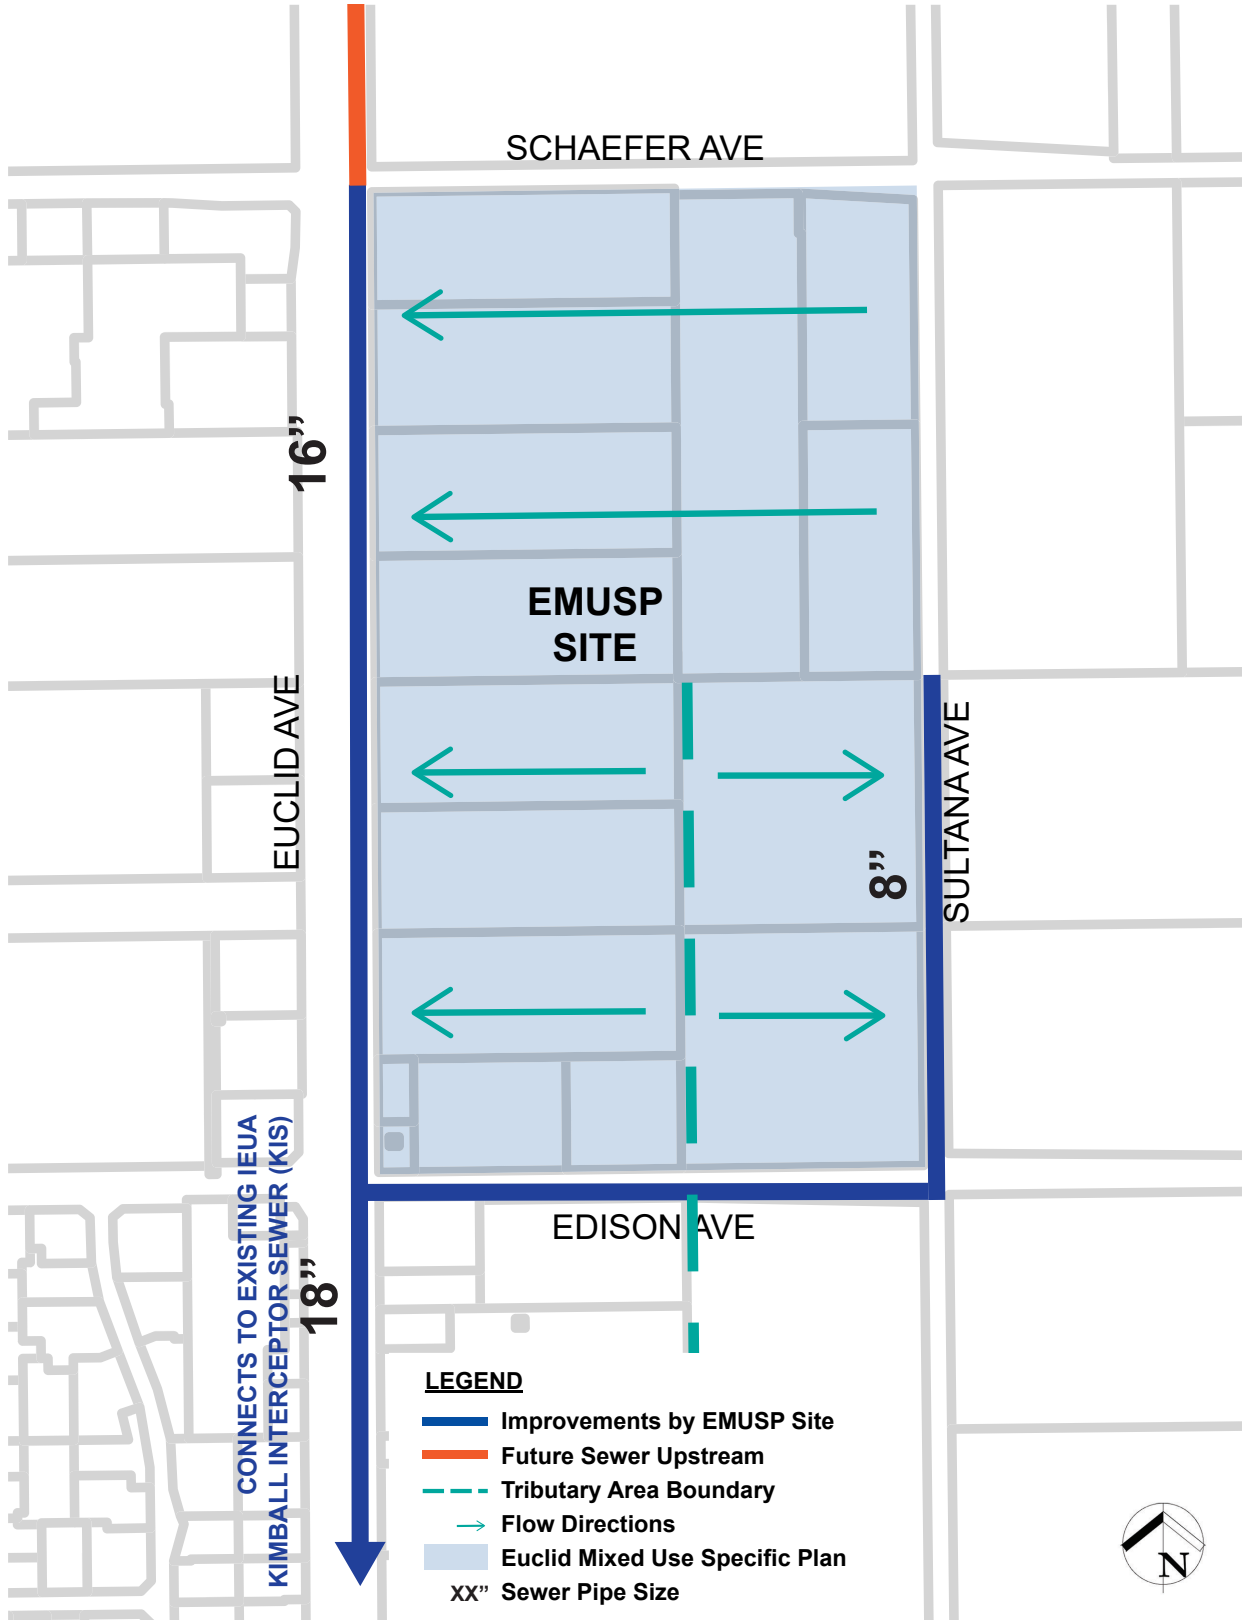 SCHAEFER AVE
16”
EMUSP
SITE
EUCLID AVE
SULTANA AVE
8”
EDISON AVE
CONNECTS TO EXISTING IEUA
KIMBALL INTERCEPTOR SEWER (KIS)
18”
LEGEND
Improvements by EMUSP Site
Future Sewer Upstream
Tributary Area Boundary
Flow Directions
Euclid Mixed Use Specific Plan
XX” Sewer Pipe Size
N